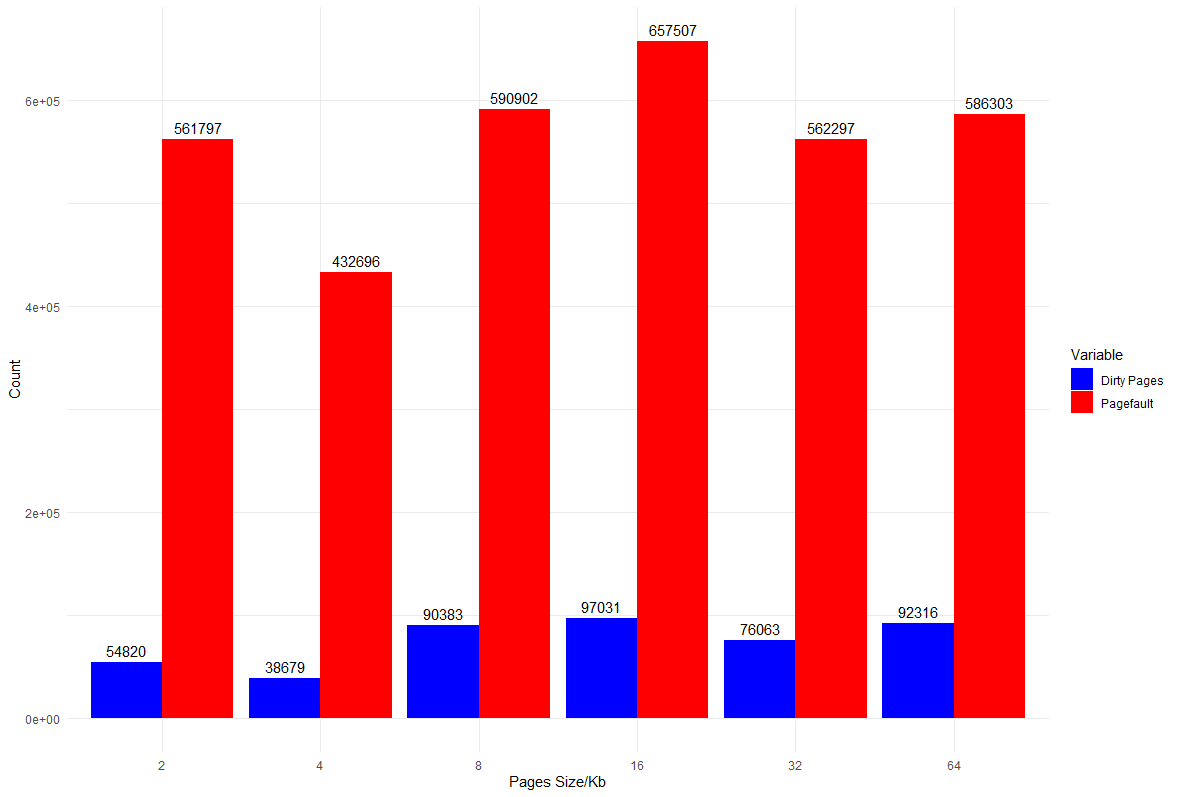 657507
590902
586303
6e+05
561797
562297
432696
4e+05
Count
Variable
Dirty Pages
Pagefault
2e+05
97031
92316
90383
76063
54820
38679
0e+00
2
4
8
16
32
64
Pages Size/Kb